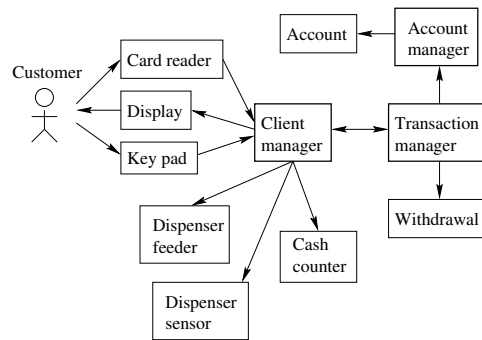 Account
Account
manager
Customer
Card reader
Display
Key pad
Client
manager
Transaction
manager
Dispenser
feeder
Cash
counter
Withdrawal
Dispenser
sensor